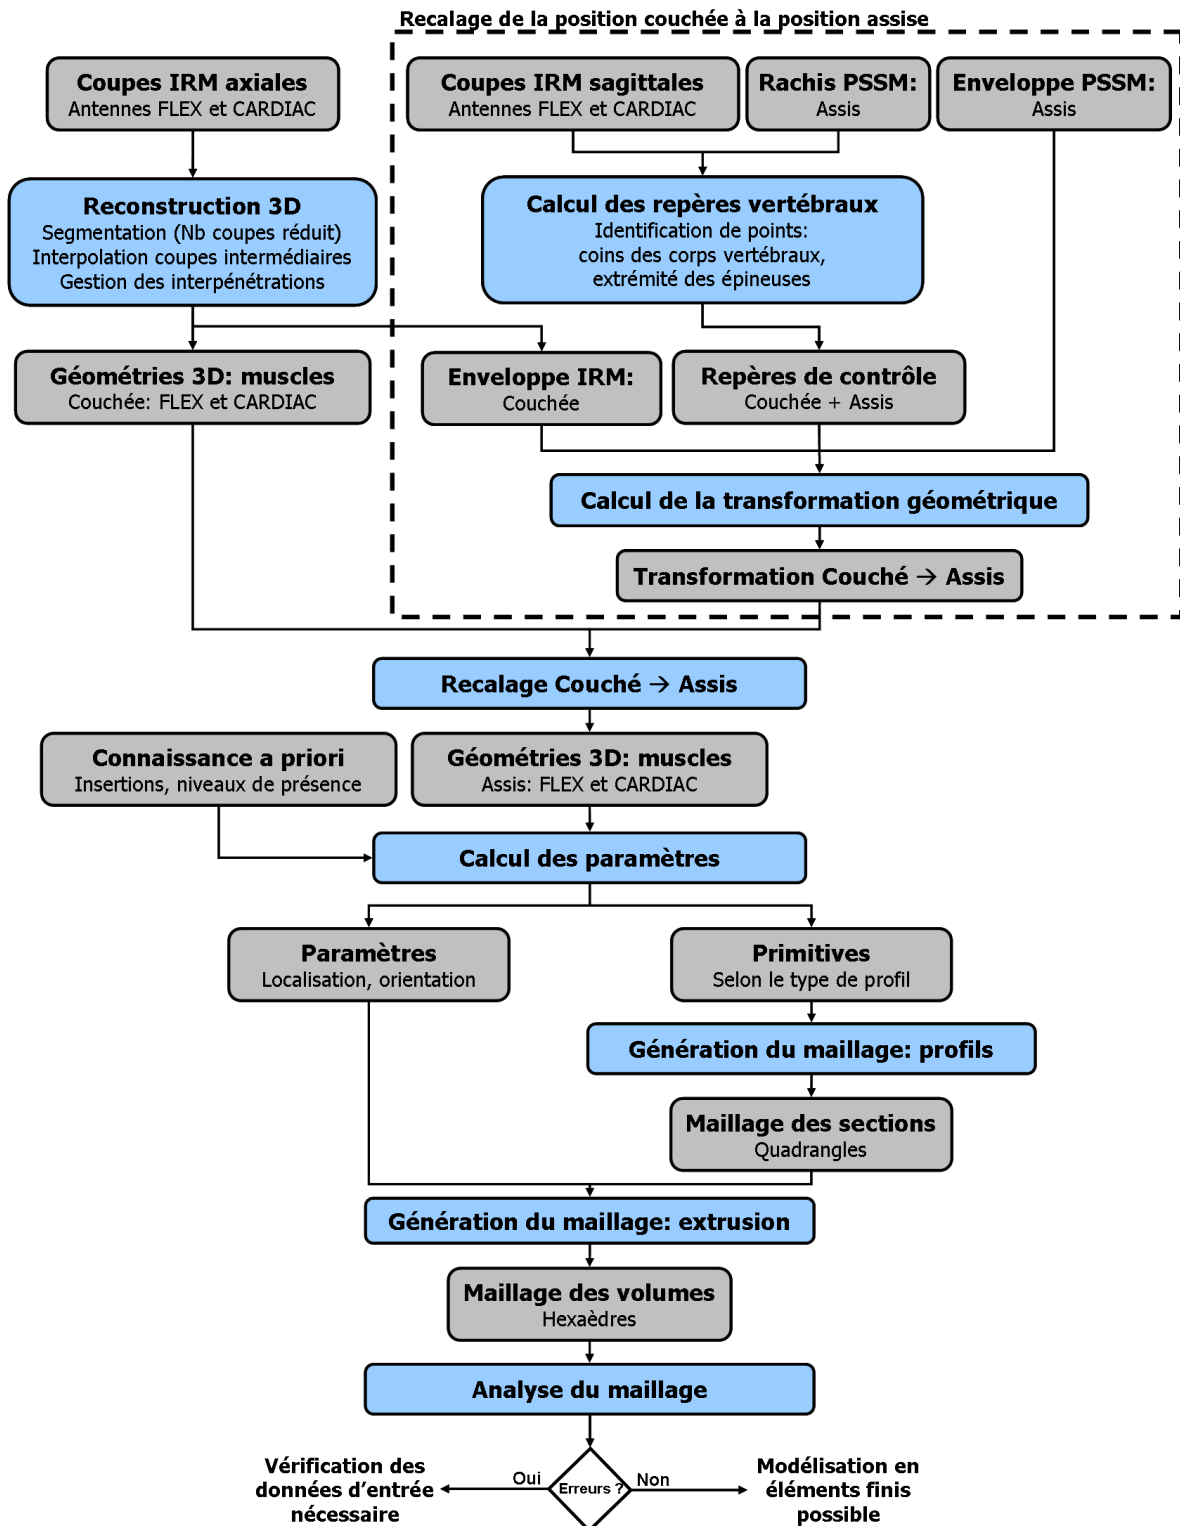 Recalage de la position couchée à la position assise
Coupes IRM axiales
Antennes FLEX et CARDIAC
Coupes IRM sagittales
Antennes FLEX et CARDIAC
Rachis PSSM:
Assis
Enveloppe PSSM:
Assis
Reconstruction 3D
Segmentation (Nb coupes réduit)
Interpolation coupes intermédiaires
Gestion des interpénétrations
Calcul des repères vertébraux
Identification de points:
coins des corps vertébraux,
extrémité des épineuses
Géométries 3D: muscles
Couchée: FLEX et CARDIAC
Enveloppe IRM:
Couchée
Repères de contrôle
Couchée + Assis
Calcul de la transformation géométrique
Transformation Couché → Assis
Recalage Couché → Assis
Connaissance a priori
Insertions, niveaux de présence
Géométries 3D: muscles
Assis: FLEX et CARDIAC
Calcul des paramètres
Paramètres
Localisation, orientation
Primitives
Selon le type de profil
Génération du maillage: profils
Maillage des sections
Quadrangles
Génération du maillage: extrusion
Maillage des volumes
Hexaèdres
Analyse du maillage
Vérification des
données d'entrée
nécessaire
Oui
Erreurs ?
Non
Modélisation en
éléments finis
possible